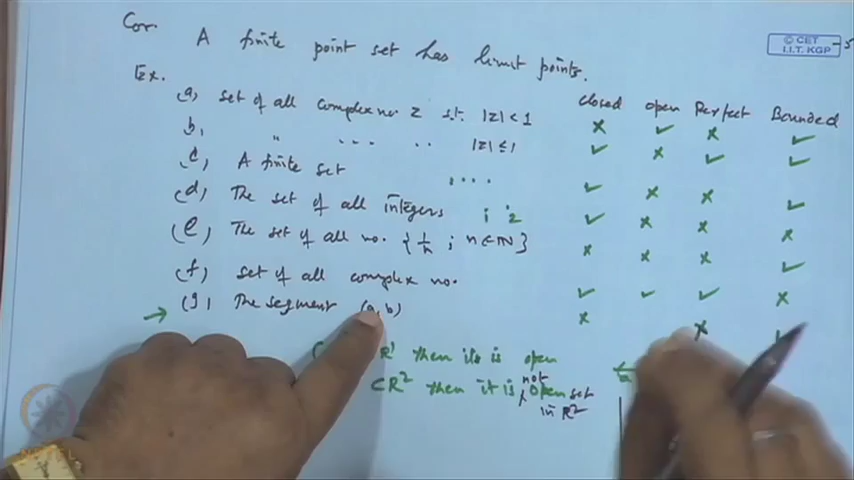 Cor. A finite point set has limit points.
© CET
I.I.T. KGP
Ex.
closed open Perfect Bounded
(a) set of all complex no. z s.t. |z| < 1 × ✓ × ✓
b, " ... .. |z| ≤ 1 ✓ × ✓ ✓
(c) A finite set .... ✓ × × ✓
(d) The set of all integers ✓ × × ×
(e) The set of all no. { 1/n ; n ∈ ℕ } × × × ✓
(f) set of all complex no. ✓ ✓ ✓ ×
→ (g) The segment (a, b) × ×
R¹ then its is open
⊂ R² then it is not open set
in R²